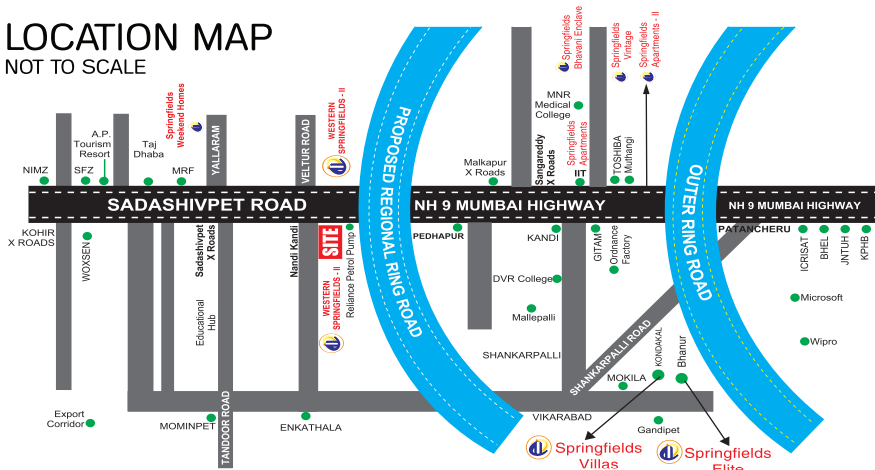 LOCATION MAP
NOT TO SCALE
NIMZ
SFZ
A.P.
Tourism
Resort
Taj
Dhaba
Springfields
Weekend Homes
MRF
YALLARAM
VELTUR ROAD
WESTERN
SPRINGFIELDS - II
PROPOSED REGIONAL RING ROAD
Malkapur
X Roads
Sangareddy
X Roads
MNR
Medical
College
Springfields
Bhavani Enclave
Springfields
Apartments
IIT
Springfields
Vintage
TOSHIBA
Muthangi
Springfields
Apartments - II
OUTER RING ROAD
SADASHIVPET ROAD
NH 9 MUMBAI HIGHWAY
NH 9 MUMBAI HIGHWAY
KOHIR
X ROADS
WOXSEN
Sadashivpet
X Roads
Educational
Hub
Nandi Kandi
SITE
WESTERN
SPRINGFIELDS - II
Reliance Petrol Pump
PEDHAPUR
KANDI
GITAM
Ordnance
Factory
PATANCHERU
ICRISAT
BHEL
JNTUH
KPHB
DVR College
Mallepalli
Microsoft
Wipro
SHANKARPALLI
SHANKARPALLI ROAD
KONDAKAL
Bhanur
MOKILA
Export
Corridor
MOMINPET
TANDOOR ROAD
ENKATHALA
VIKARABAD
Gandipet
Springfields
Villas
Springfields
Elite